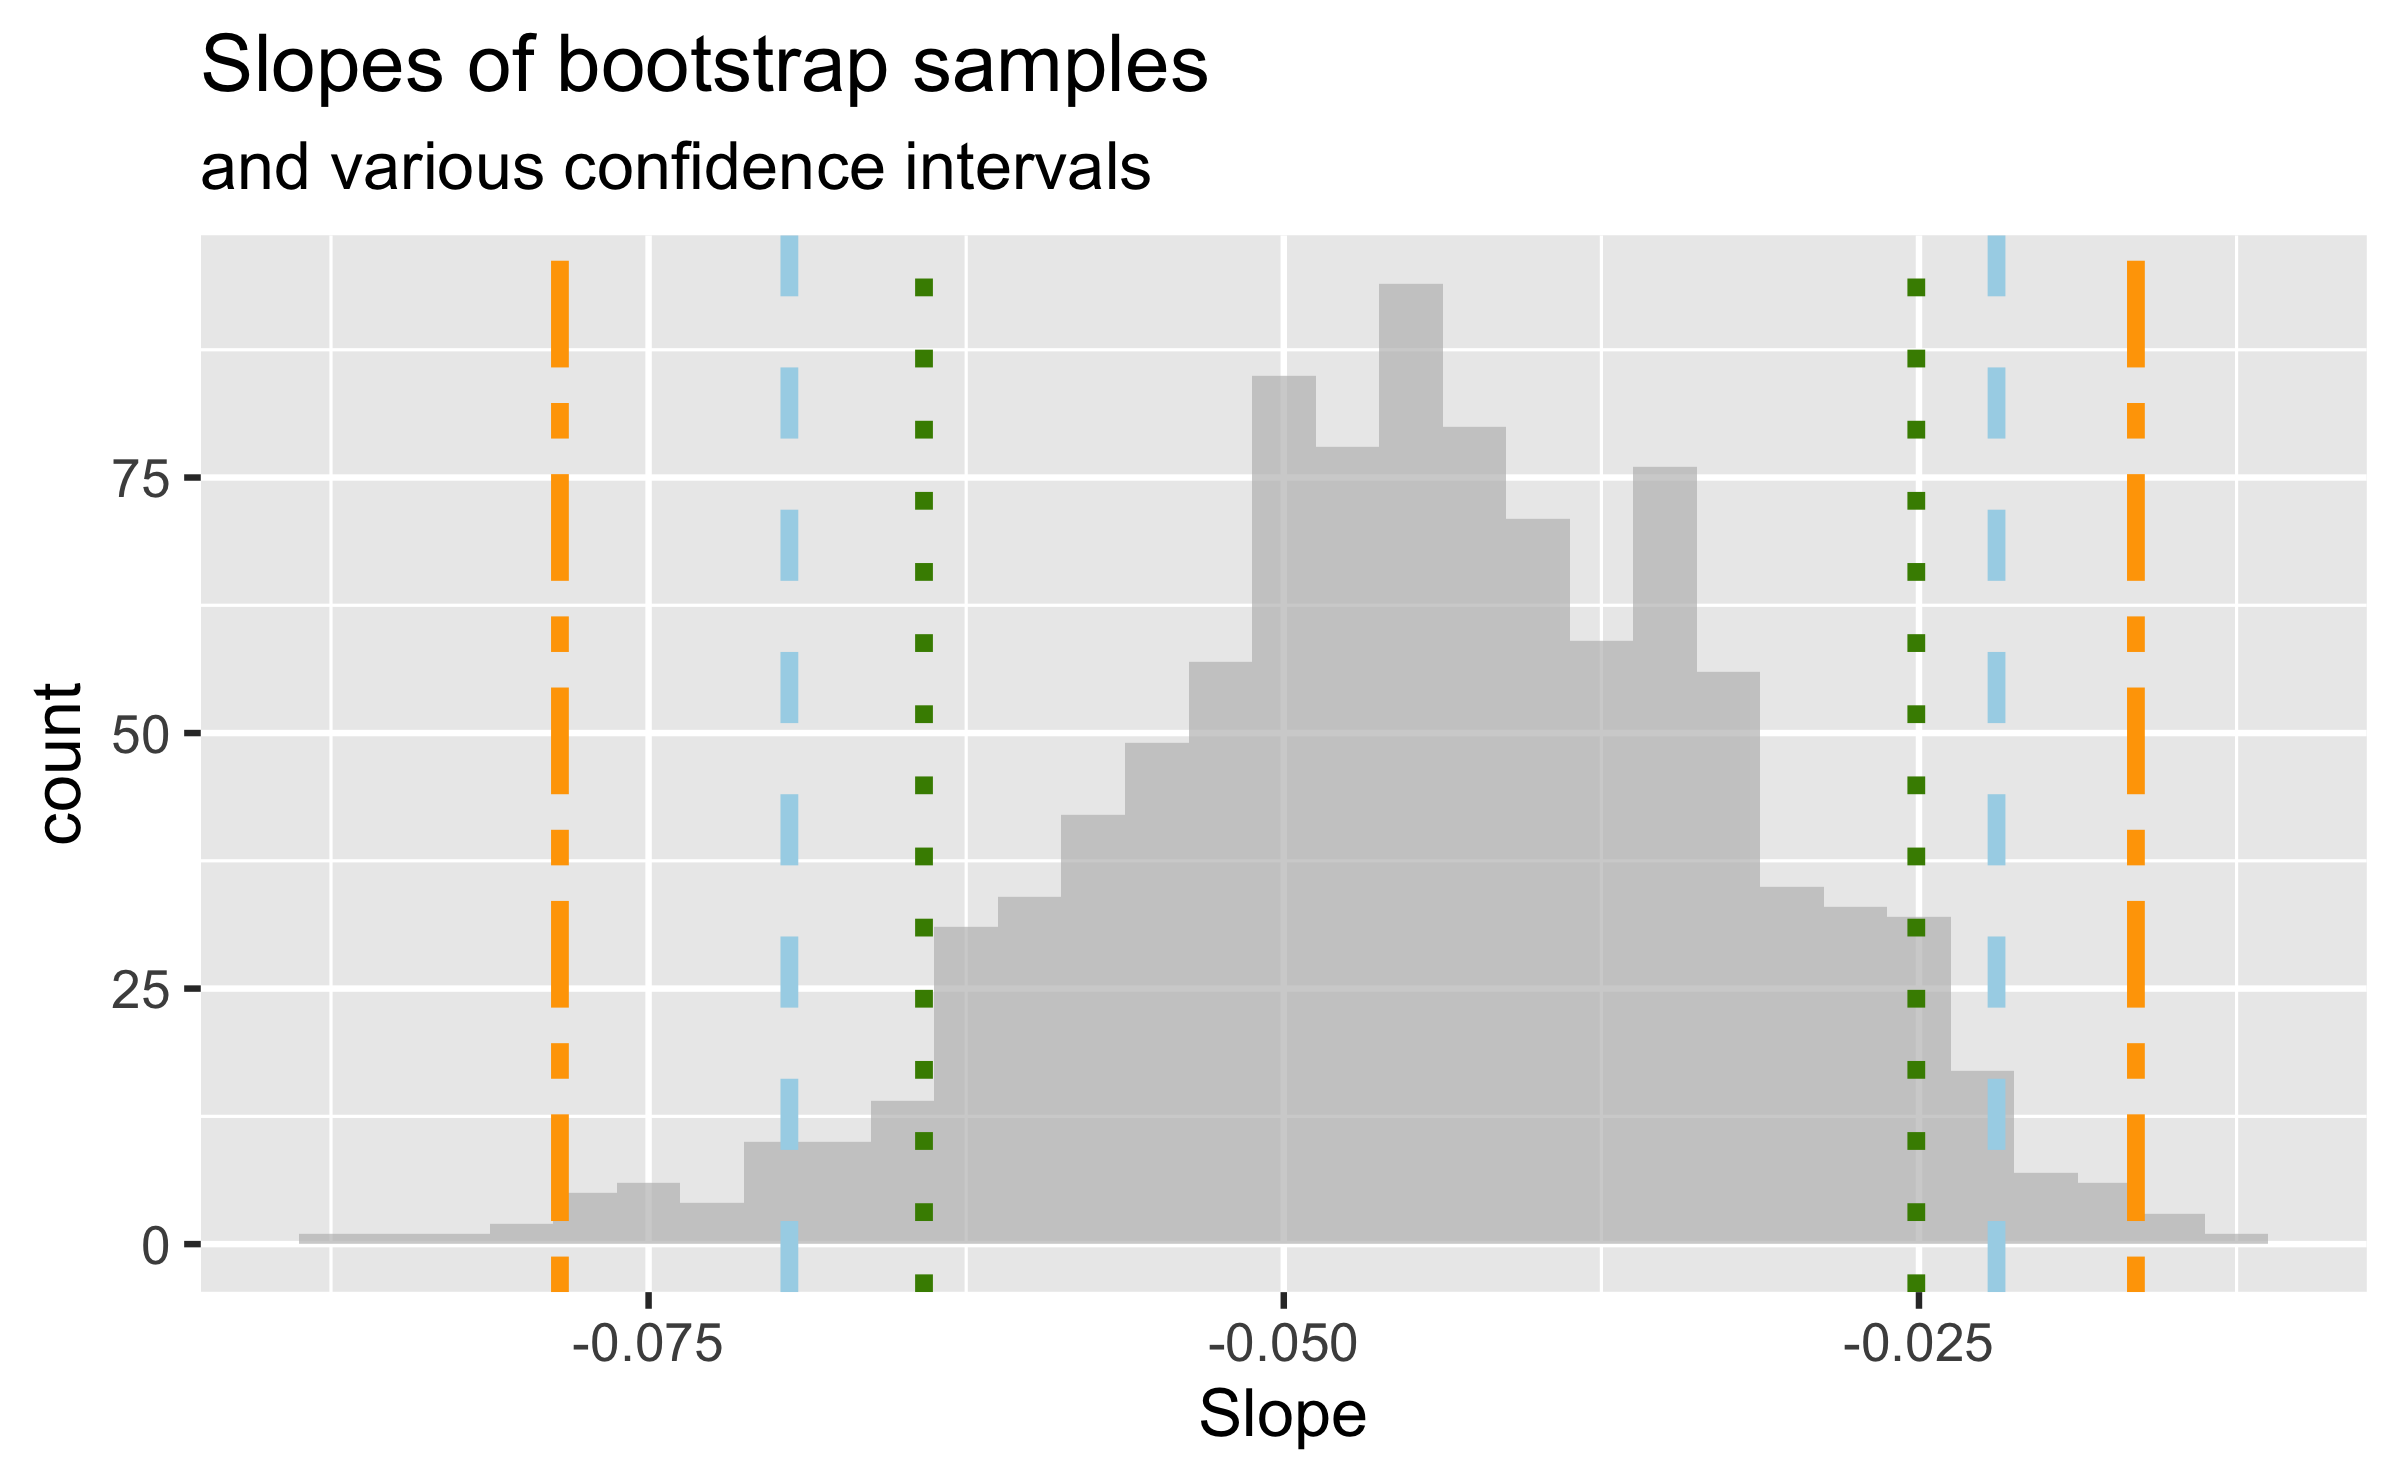 Slopes of bootstrap samples
and various confidence intervals
count
75
50
25
0
-0.075
-0.050
-0.025
Slope